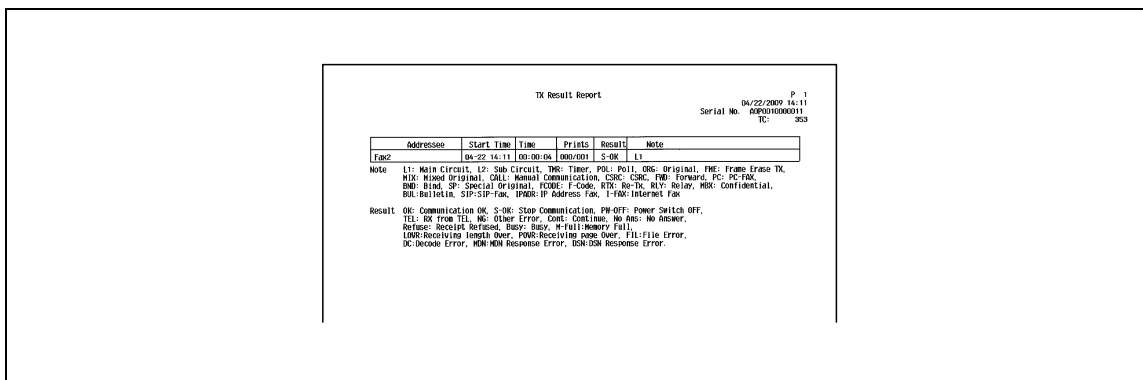 TX Result Report
P 1
04/22/2009 14:11
Serial No. A0P0010000011
TC: 353
Addressee Start Time Time Prints Result Note
Fax2 04-22 14:11 00:00:04 000/001 S-OK L1
Note L1: Main Circuit, L2: Sub Circuit, TMR: Timer, POL: Poll, ORG: Original, FME: Frame Erase TX,
MIX: Mixed Original, CALL: Manual Communication, CSRC: CSRC, FWD: Forward, PC: PC-FAX,
BND: Bind, SP: Special Original, FCODE: F-Code, RTX: Re-Tx, RLY: Relay, MBX: Confidential,
BUL:Bulletin, SIP:SIP-Fax, IPADR:IP Address Fax, I-FAX:Internet Fax
Result OK: Communication OK, S-OK: Stop Communication, PW-OFF: Power Switch OFF,
TEL: RX from TEL, NG: Other Error, Cont: Continue, No Ans: No Answer,
Refuse: Receipt Refused, Busy: Busy, M-Full:Memory Full,
LOVR:Receiving length Over, POVR:Receiving page Over, FIL:File Error,
DC:Decode Error, MDN:MDN Response Error, DSN:DSN Response Error.